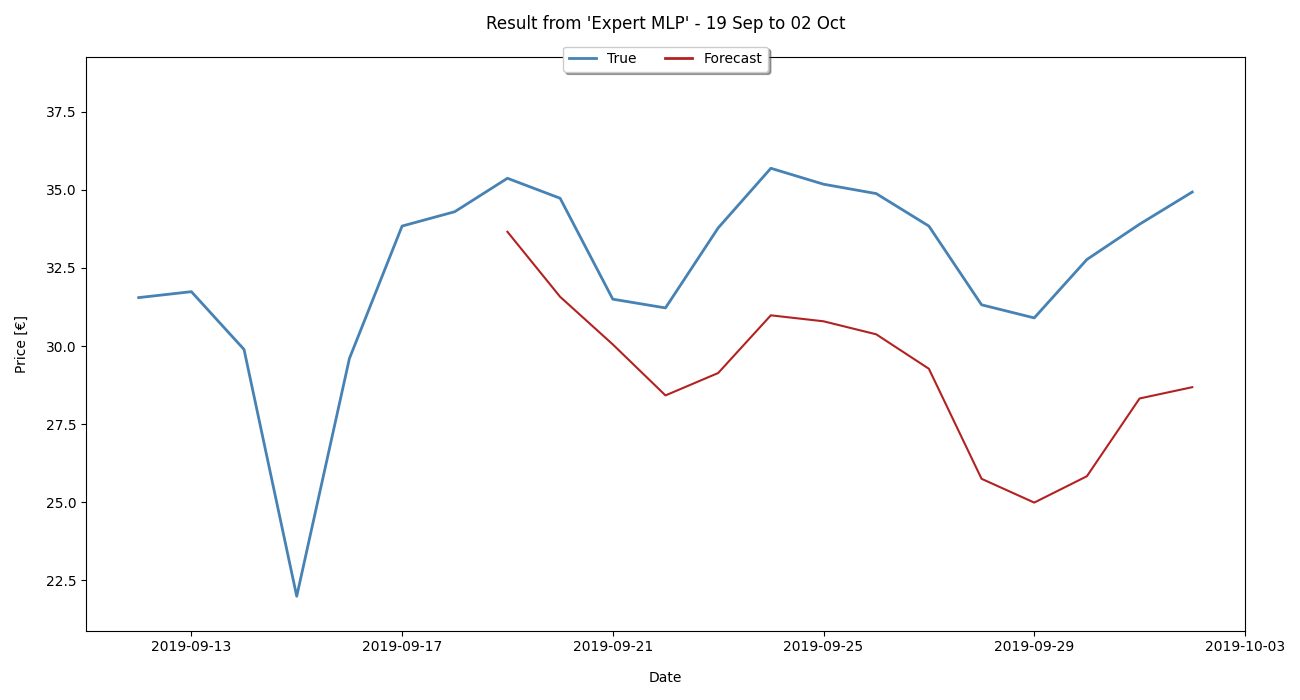 Result from 'Expert MLP' - 19 Sep to 02 Oct
True Forecast
37.5
35.0
32.5
30.0
27.5
25.0
22.5
Price [€]
2019-09-13 2019-09-17 2019-09-21 2019-09-25 2019-09-29 2019-10-03
Date